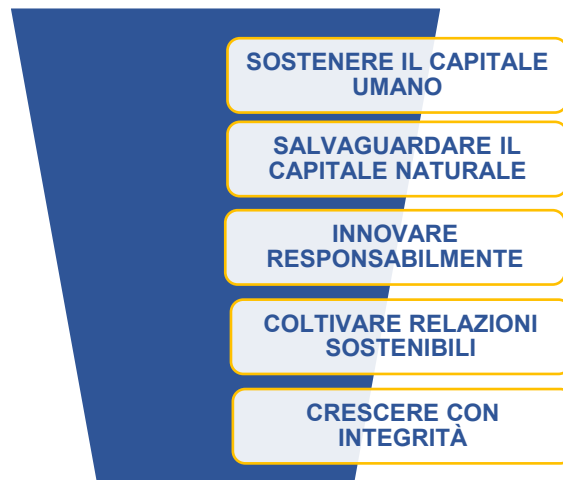 SOSTENERE IL CAPITALE
UMANO
SALVAGUARDARE IL
CAPITALE NATURALE
INNOVARE
RESPONSABILMENTE
COLTIVARE RELAZIONI
SOSTENIBILI
CRESCERE CON
INTEGRITÀ